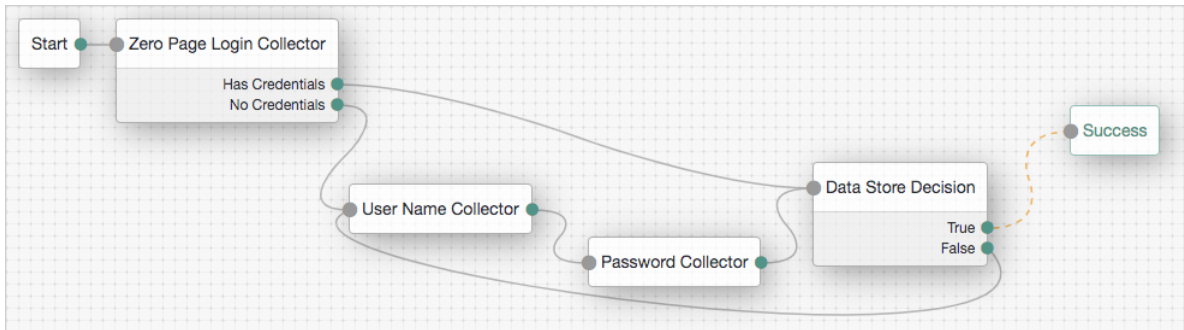 Start
Zero Page Login Collector
Has Credentials
No Credentials
Success
User Name Collector
Data Store Decision
True
False
Password Collector